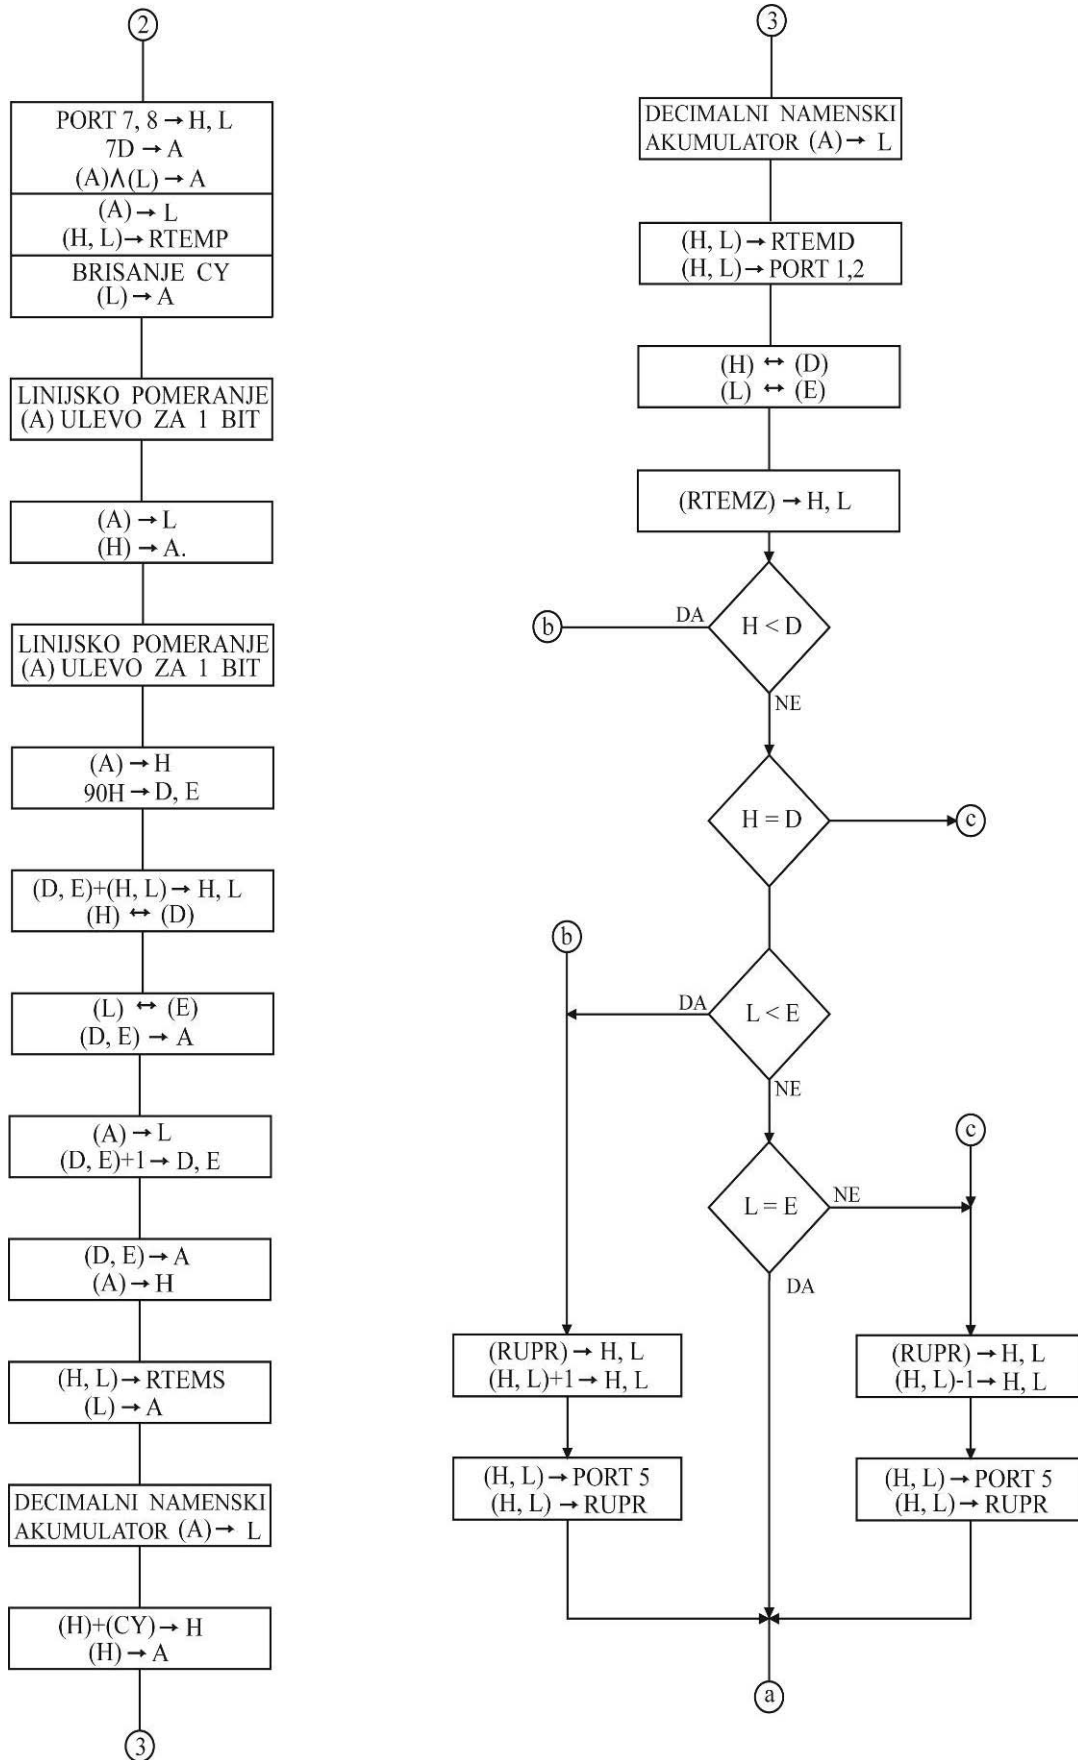 2
PORT 7, 8 → H, L
7D → A
(A)Λ(L) → A
(A) → L
(H, L) → RTEMP
BRISANJE CY
(L) → A
LINIJSKO POMERANJE
(A) ULEVO ZA 1 BIT
(A) → L
(H) → A.
LINIJSKO POMERANJE
(A) ULEVO ZA 1 BIT
(A) → H
90H → D, E
(D, E)+(H, L) → H, L
(H) ↔ (D)
(L) ↔ (E)
(D, E) → A
(A) → L
(D, E)+1 → D, E
(D, E) → A
(A) → H
(H, L) → RTEMS
(L) → A
DECIMALNI NAMENSKI
AKUMULATOR (A) → L
(H)+(CY) → H
(H) → A
3
3
DECIMALNI NAMENSKI
AKUMULATOR (A) → L
(H, L) → RTEMD
(H, L) → PORT 1,2
(H) ↔ (D)
(L) ↔ (E)
(RTEMZ) → H, L
b
DA
H < D
NE
H = D
c
b
DA
L < E
NE
c
L = E
NE
DA
(RUPR) → H, L
(H, L)+1 → H, L
(RUPR) → H, L
(H, L)-1 → H, L
(H, L) → PORT 5
(H, L) → RUPR
(H, L) → PORT 5
(H, L) → RUPR
a